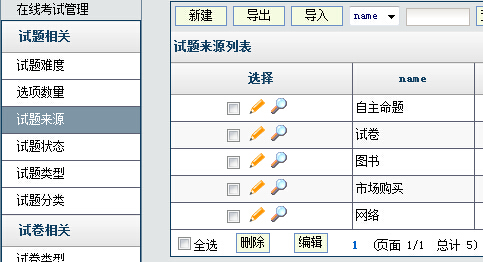 在线考试管理
试题相关
试题难度
选项数量
试题来源
试题状态
试题类型
试题分类
试卷相关
试卷类型
新建 导出 导入 name
试题来源列表
选择 name
自主命题
试卷
图书
市场购买
网络
全选 删除 编辑 1 (页面 1/1 总计 5)